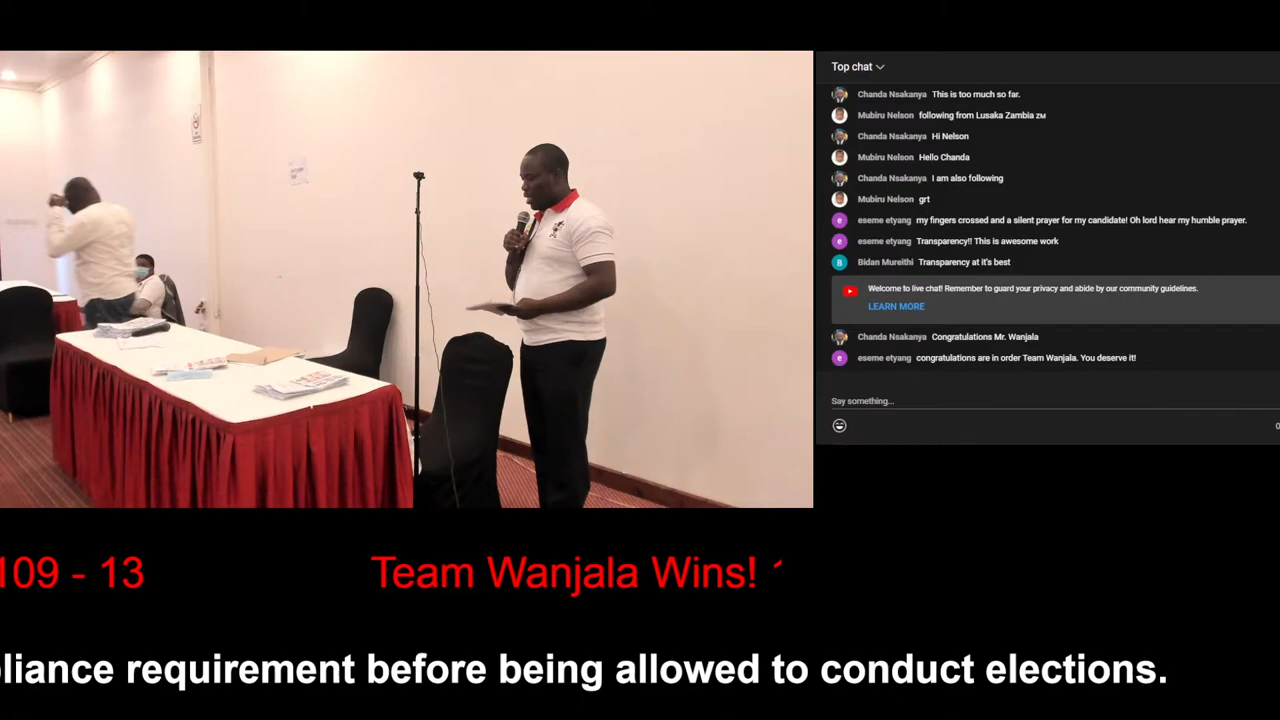 Top chat
Chanda Nsakanya This is too much so far.
Mubiru Nelson following from Lusaka Zambia ZM
Chanda Nsakanya Hi Nelson
Mubiru Nelson Hello Chanda
Chanda Nsakanya I am also following
Mubiru Nelson grt
e eseme etyang my fingers crossed and a silent prayer for my candidate! Oh lord hear my humble prayer.
e eseme etyang Transparency!! This is awesome work
B Bidan Mureithi Transparency at it's best
Welcome to live chat! Remember to guard your privacy and abide by our community guidelines.
LEARN MORE
Chanda Nsakanya Congratulations Mr. Wanjala
e eseme etyang congratulations are in order Team Wanjala. You deserve it!
Say something...
0
109 - 13 Team Wanjala Wins!
liance requirement before being allowed to conduct elections.